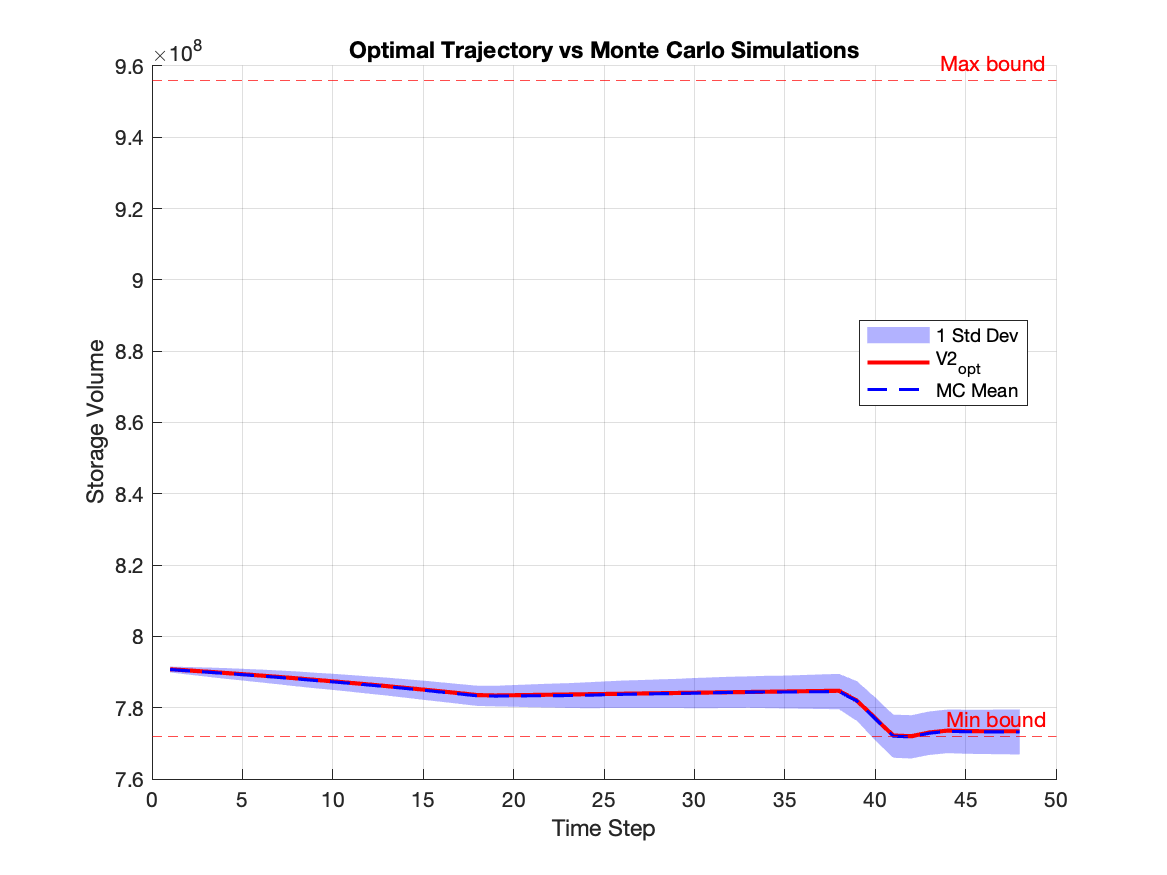 Optimal Trajectory vs Monte Carlo Simulations
×10⁸
9.6
9.4
9.2
9
8.8
8.6
8.4
8.2
8
7.8
7.6
Storage Volume
Max bound
1 Std Dev
V2opt
MC Mean
Min bound
0 5 10 15 20 25 30 35 40 45 50
Time Step